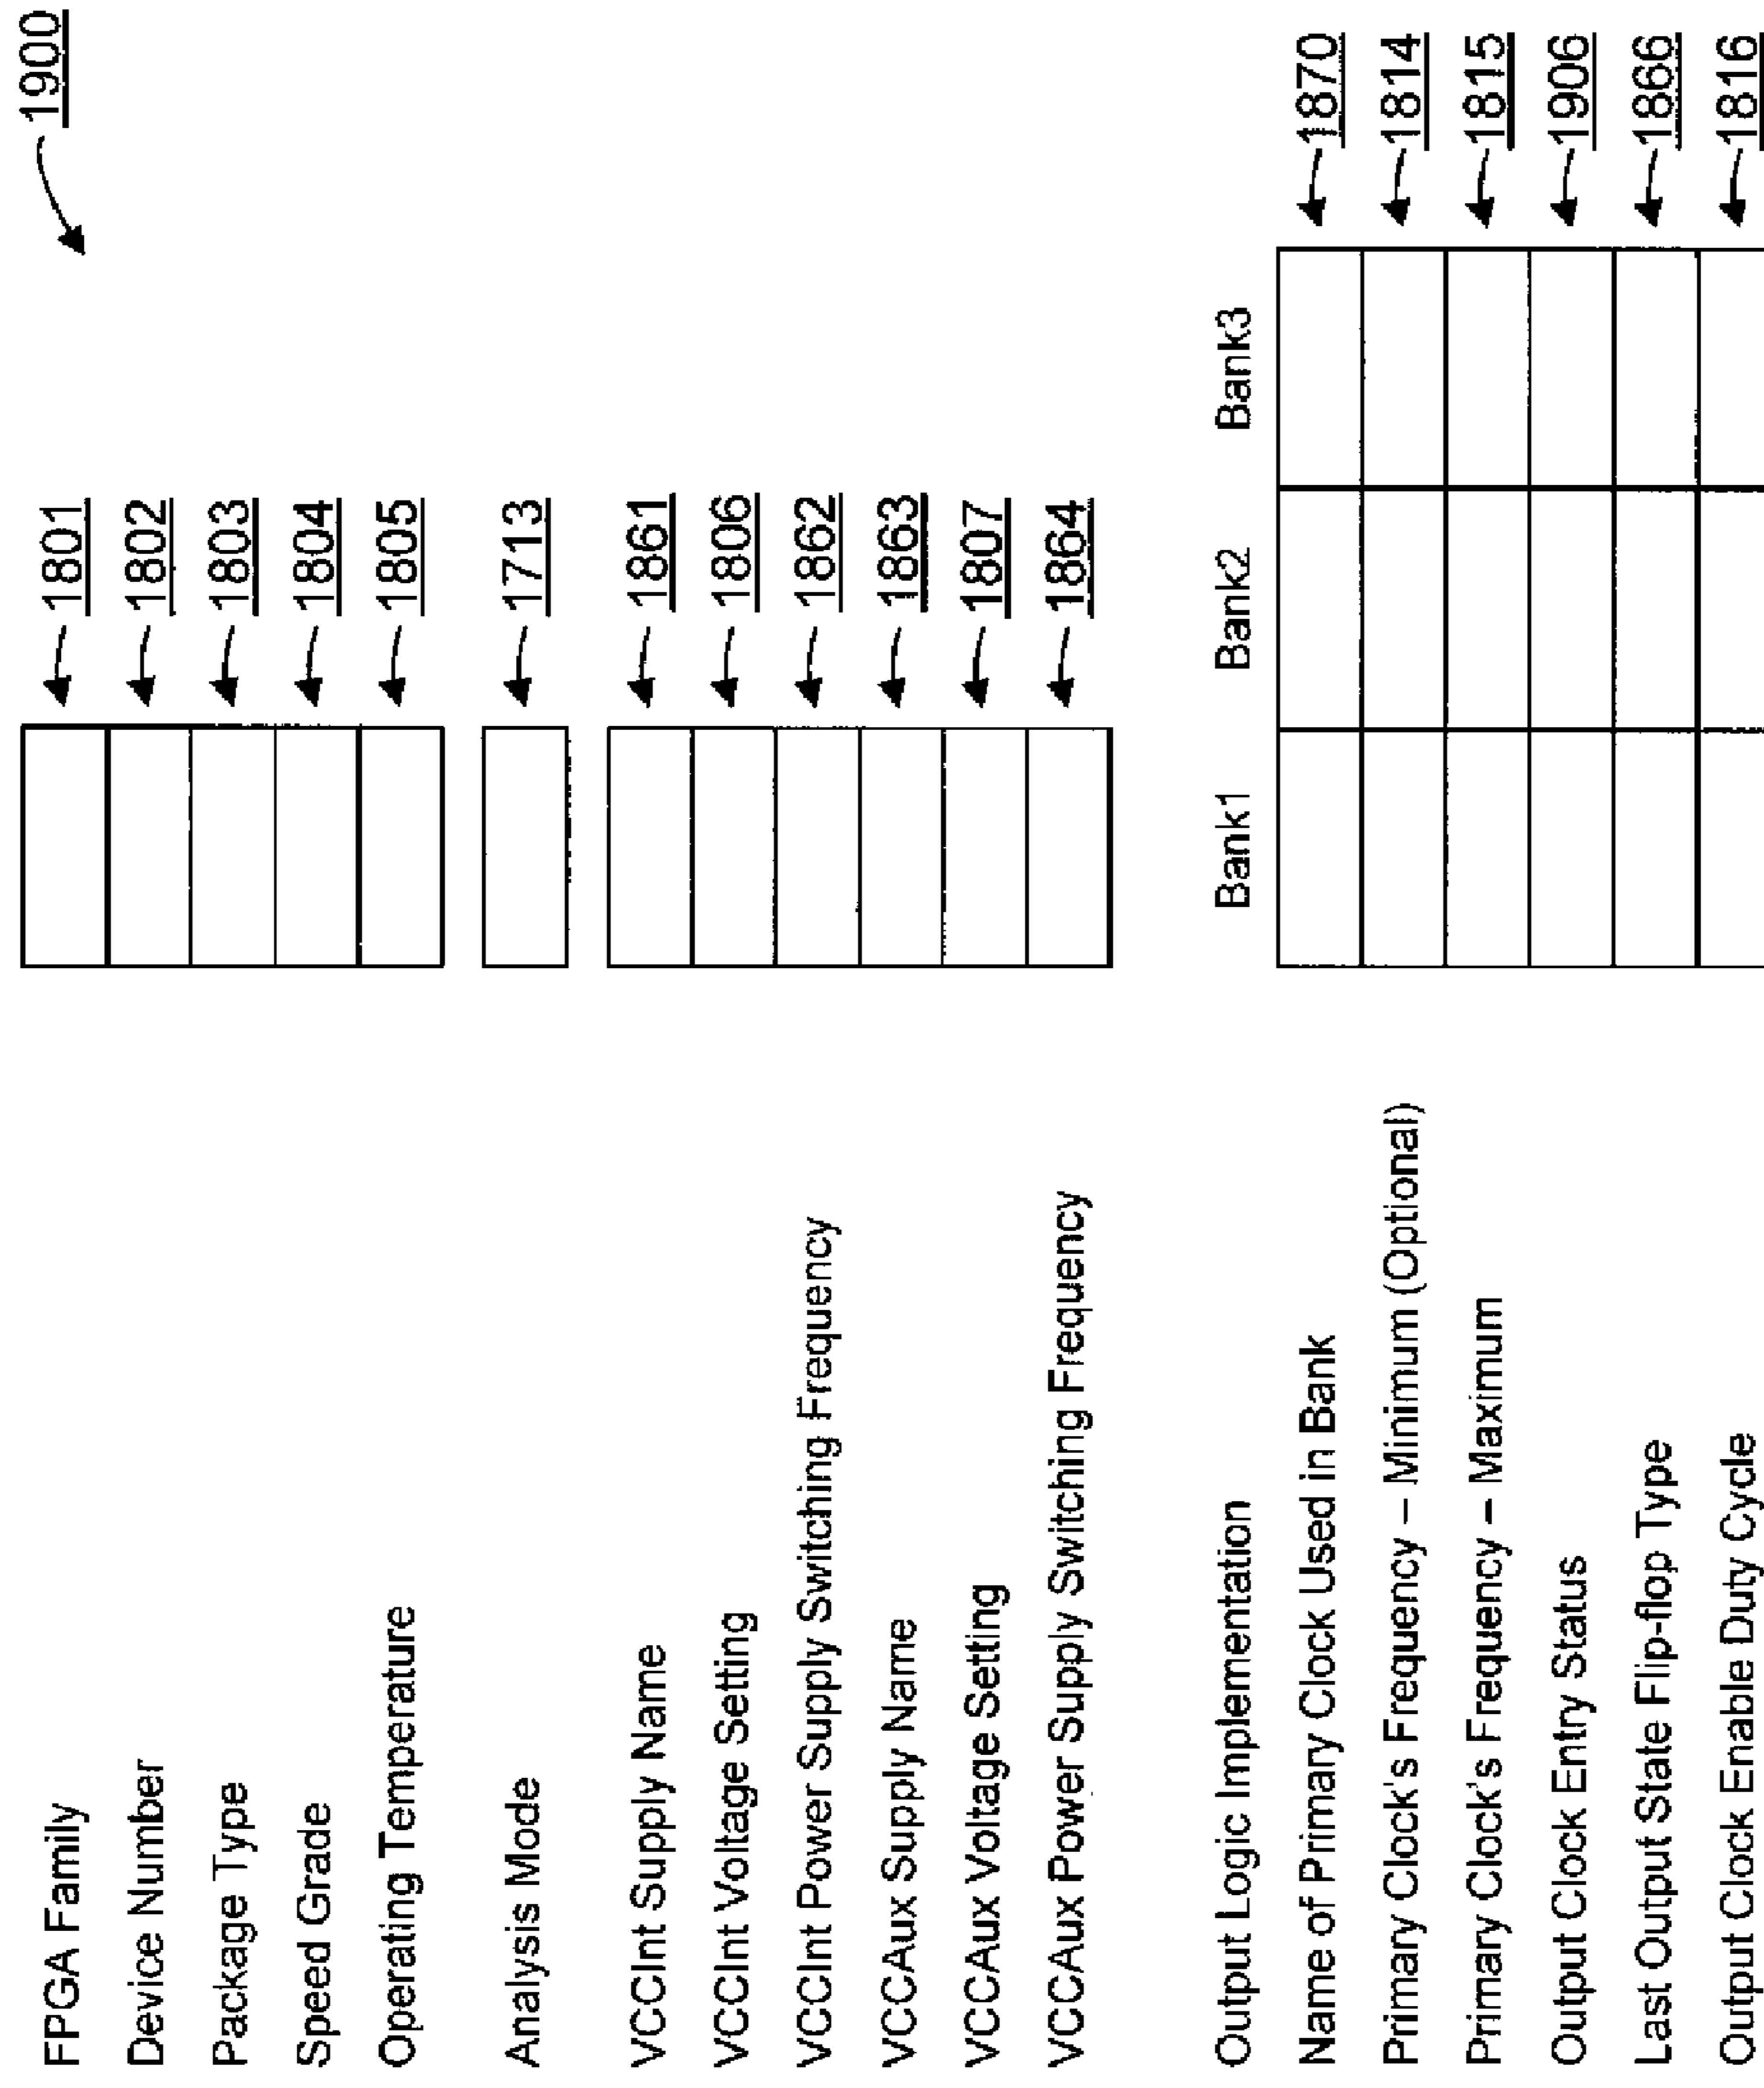 1900
FPGA Family 1801
Device Number 1802
Package Type 1803
Speed Grade 1804
Operating Temperature 1805
Analysis Mode 1713
VCCInt Supply Name 1861
VCCInt Voltage Setting 1806
VCCInt Power Supply Switching Frequency 1862
VCCAux Supply Name 1863
VCCAux Voltage Setting 1807
VCCAux Power Supply Switching Frequency 1864
Output Logic Implementation Bank1 Bank2 Bank3
Name of Primary Clock Used in Bank 1870
Primary Clock's Frequency – Minimum (Optional) 1814
Primary Clock's Frequency – Maximum 1815
Output Clock Entry Status 1906
Last Output State Flip-flop Type 1866
Output Clock Enable Duty Cycle 1816